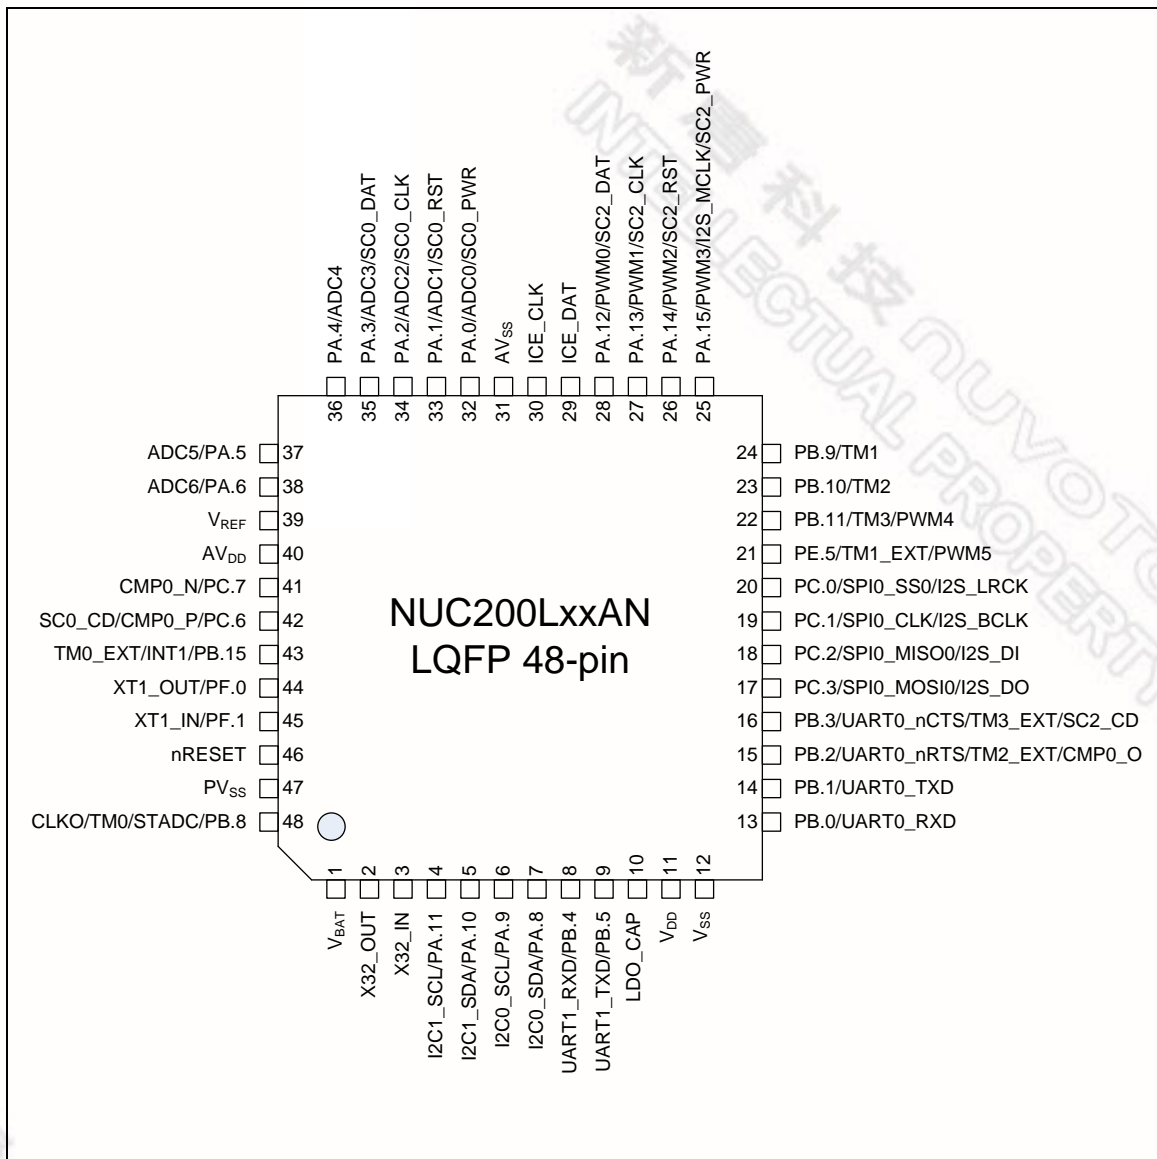 新唐科技 nuvoTo
INTELLECTUAL PROPERTY
PA.4/ADC4
PA.3/ADC3/SC0_DAT
PA.2/ADC2/SC0_CLK
PA.1/ADC1/SC0_RST
PA.0/ADC0/SC0_PWR
AVSS
ICE_CLK
ICE_DAT
PA.12/PWM0/SC2_DAT
PA.13/PWM1/SC2_CLK
PA.14/PWM2/SC2_RST
PA.15/PWM3/I2S_MCLK/SC2_PWR
36 35 34 33 32 31 30 29 28 27 26 25
ADC5/PA.5 37
ADC6/PA.6 38
VREF 39
AVDD 40
CMP0_N/PC.7 41
SC0_CD/CMP0_P/PC.6 42
TM0_EXT/INT1/PB.15 43
XT1_OUT/PF.0 44
XT1_IN/PF.1 45
nRESET 46
PVSS 47
CLKO/TM0/STADC/PB.8 48
NUC200LxxAN
LQFP 48-pin
24 PB.9/TM1
23 PB.10/TM2
22 PB.11/TM3/PWM4
21 PE.5/TM1_EXT/PWM5
20 PC.0/SPI0_SS0/I2S_LRCK
19 PC.1/SPI0_CLK/I2S_BCLK
18 PC.2/SPI0_MISO0/I2S_DI
17 PC.3/SPI0_MOSI0/I2S_DO
16 PB.3/UART0_nCTS/TM3_EXT/SC2_CD
15 PB.2/UART0_nRTS/TM2_EXT/CMP0_O
14 PB.1/UART0_TXD
13 PB.0/UART0_RXD
1 2 3 4 5 6 7 8 9 10 11 12
VBAT
X32_OUT
X32_IN
I2C1_SCL/PA.11
I2C1_SDA/PA.10
I2C0_SCL/PA.9
I2C0_SDA/PA.8
UART1_RXD/PB.4
UART1_TXD/PB.5
LDO_CAP
VDD
VSS